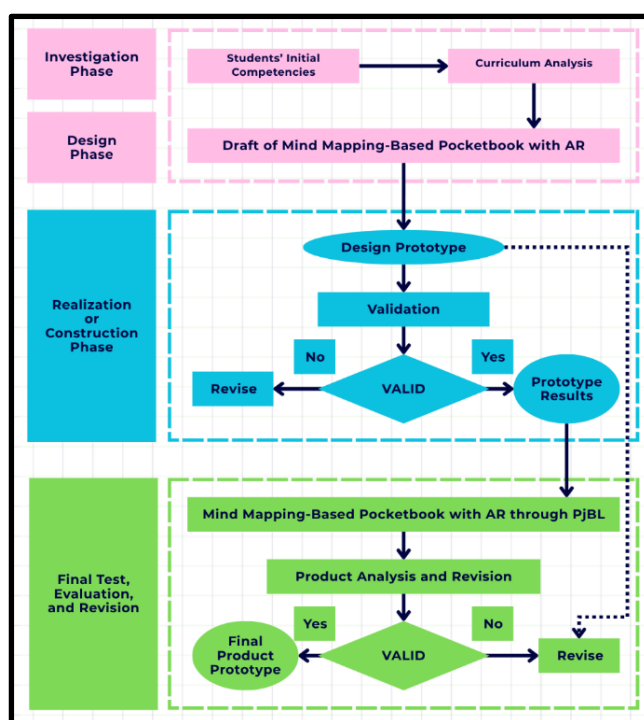 Investigation
Phase
Students' Initial
Competencies
Curriculum Analysis
Design
Phase
Draft of Mind Mapping-Based Pocketbook with AR
Realization
or
Construction
Phase
Design Prototype
Validation
No
Yes
Revise
VALID
Prototype
Results
Final Test,
Evaluation,
and Revision
Mind Mapping-Based Pocketbook with AR through PjBL
Product Analysis and Revision
Yes
No
Final
Product
Prototype
VALID
Revise